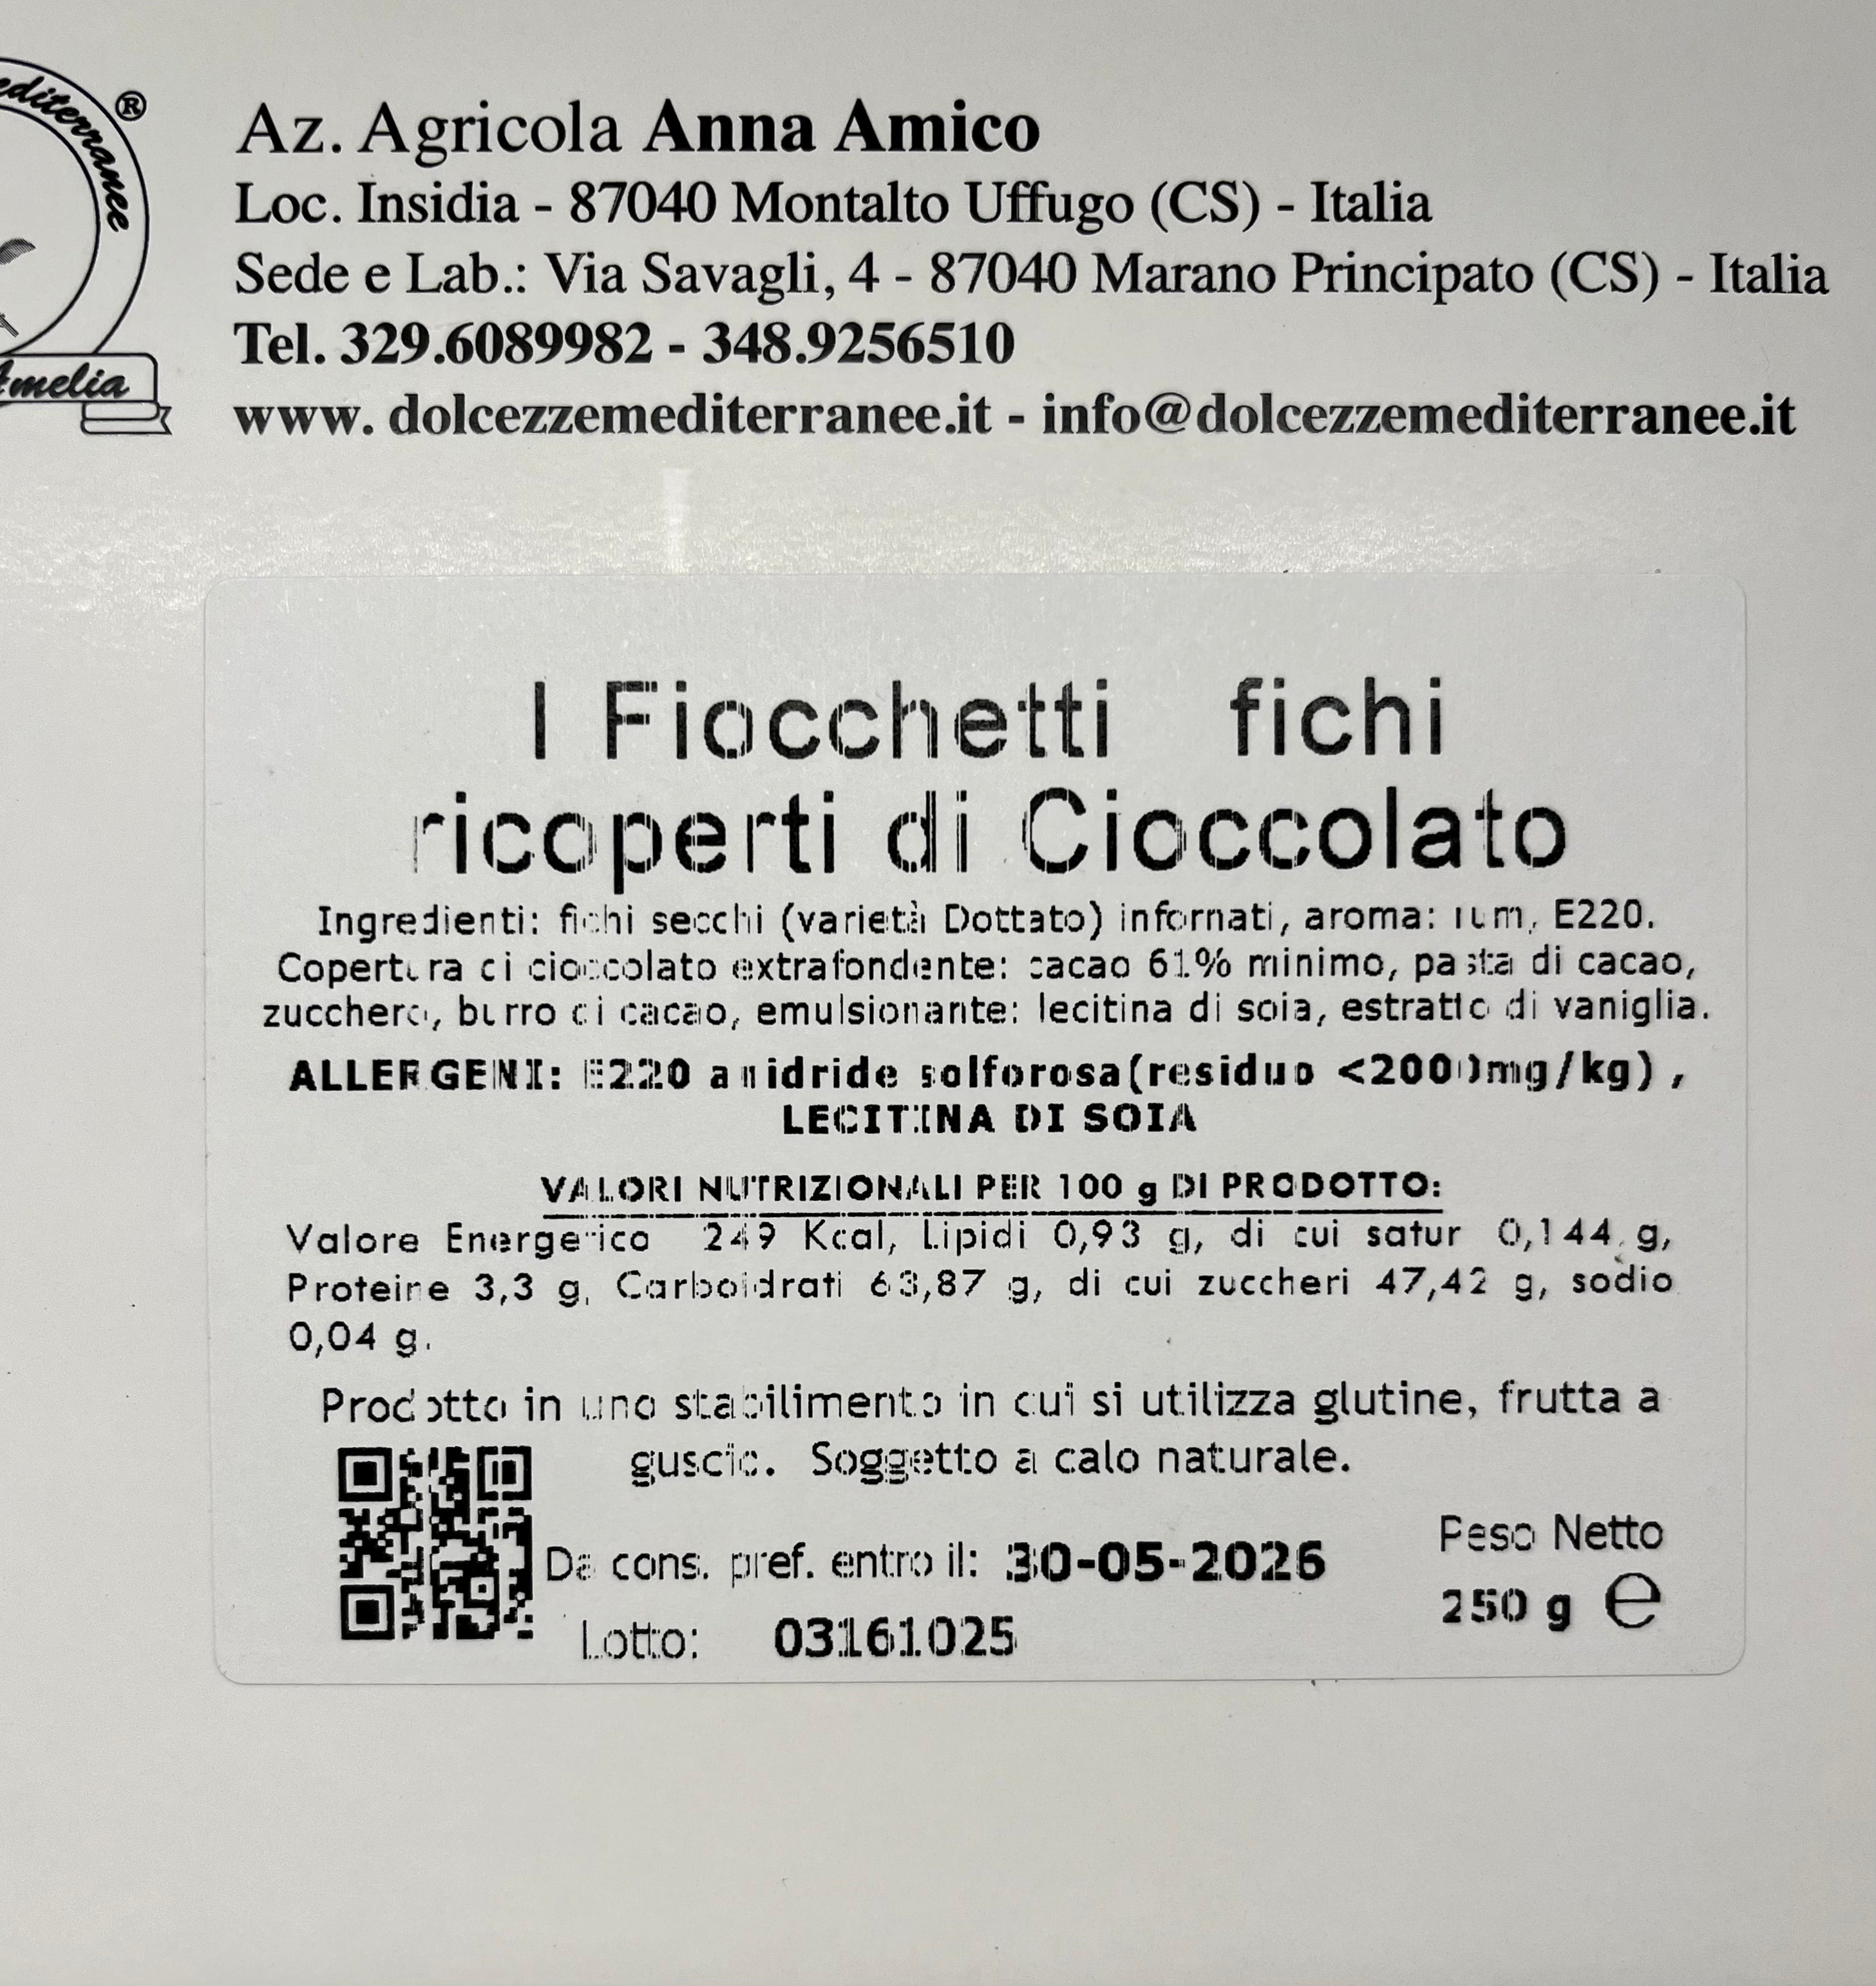 editerranee ®
Amelia
Az. Agricola Anna Amico
Loc. Insidia - 87040 Montalto Uffugo (CS) - Italia
Sede e Lab.: Via Savagli, 4 - 87040 Marano Principato (CS) - Italia
Tel. 329.6089982 - 348.9256510
www. dolcezzemediterranee.it - info@dolcezzemediterranee.it
I Fiocchetti fichi
ricoperti di Cioccolato
Ingredienti: fichi secchi (varietà Dottato) infornati, aroma: rum, E220.
Copertura di cioccolato extrafondente: cacao 61% minimo, pasta di cacao,
zucchero, burro di cacao, emulsionante: lecitina di soia, estratto di vaniglia.
ALLERGENI: E220 anidride solforosa(residuo <2000mg/kg) ,
LECITINA DI SOIA
VALORI NUTRIZIONALI PER 100 g DI PRODOTTO:
Valore Energetico 249 Kcal, Lipidi 0,93 g, di cui satur 0,144 g,
Proteine 3,3 g, Carboidrati 63,87 g, di cui zuccheri 47,42 g, sodio
0,04 g.
Prodotto in uno stabilimento in cui si utilizza glutine, frutta a
guscio. Soggetto a calo naturale.
Da cons. pref. entro il: 30-05-2026
Lotto: 03161025
Peso Netto
250 g ℮